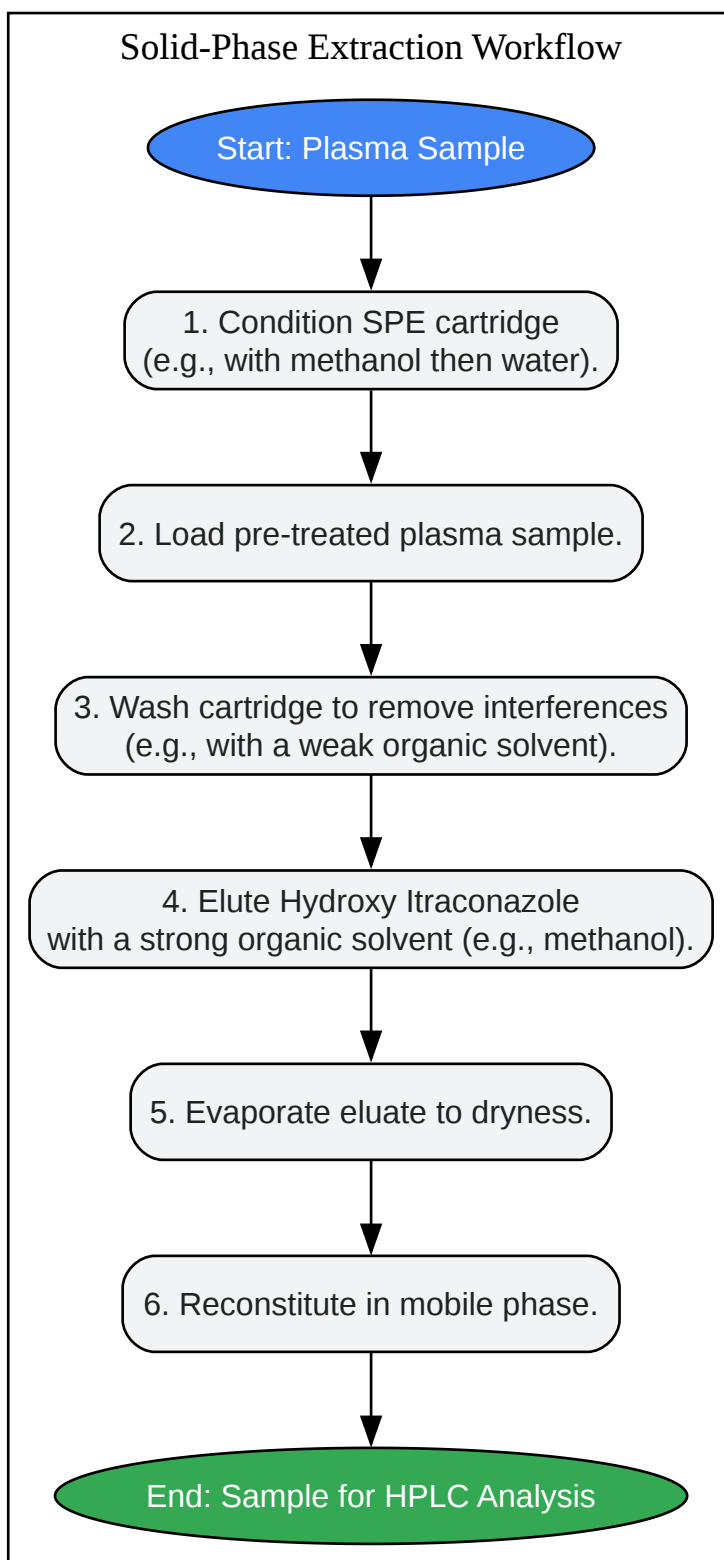 Solid-Phase Extraction Workflow
Start: Plasma Sample
1. Condition SPE cartridge
(e.g., with methanol then water).
2. Load pre-treated plasma sample.
3. Wash cartridge to remove interferences
(e.g., with a weak organic solvent).
4. Elute Hydroxy Itraconazole
with a strong organic solvent (e.g., methanol).
5. Evaporate eluate to dryness.
6. Reconstitute in mobile phase.
End: Sample for HPLC Analysis